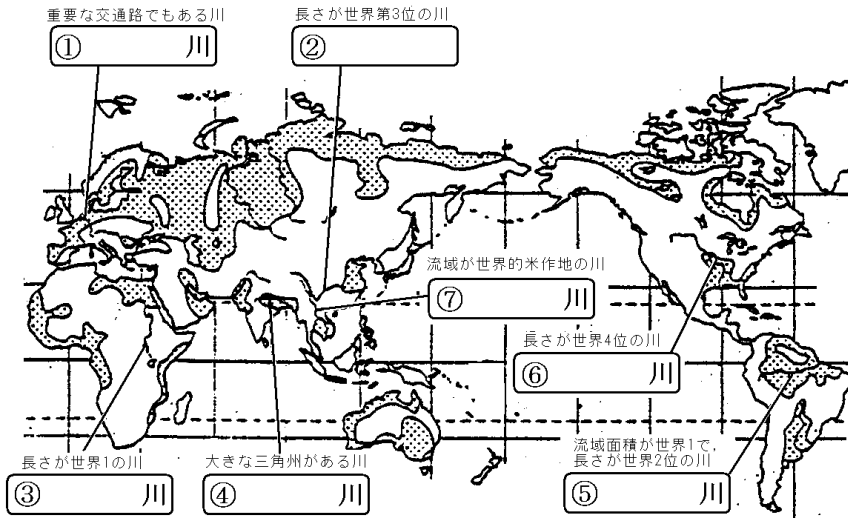 重要な交通路でもある川
① 川
長さが世界第3位の川
②
流域が世界的米作地の川
⑦ 川
長さが世界4位の川
⑥ 川
長さが世界1の川
③ 川
大きな三角州がある川
④ 川
流域面積が世界1で,
長さが世界2位の川
⑤ 川